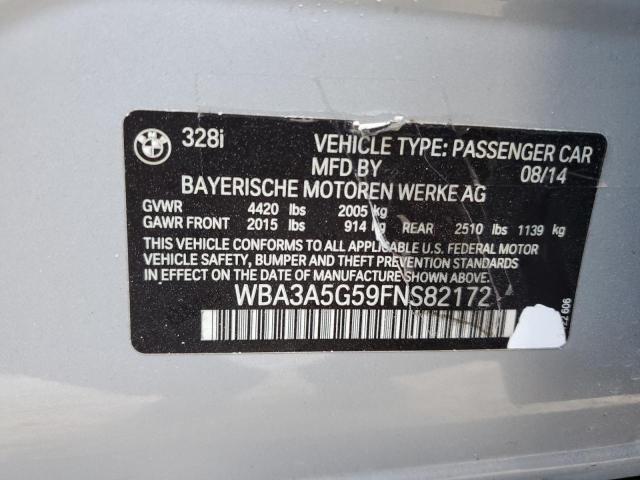 BMW
328i
VEHICLE TYPE: PASSENGER CAR
MFD BY 08/14
BAYERISCHE MOTOREN WERKE AG
GVWR 4420 lbs 2005 kg
GAWR FRONT 2015 lbs 914 kg REAR 2510 lbs 1139 kg
THIS VEHICLE CONFORMS TO ALL APPLICABLE U.S. FEDERAL MOTOR
VEHICLE SAFETY, BUMPER AND THEFT PREVENTION STANDARDS
IN EFFECT ON THE DATE OF MANUFACTURE SHOWN ABOVE.
WBA3A5G59FNS82172
606